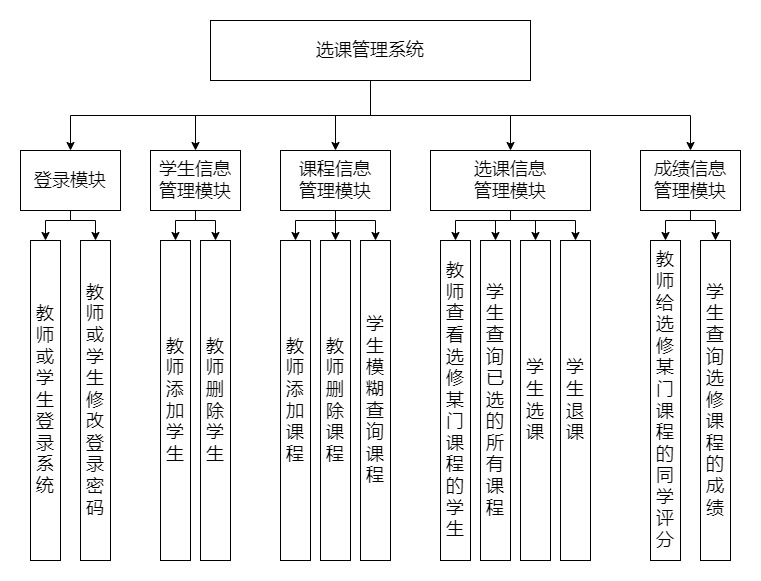 选课管理系统
登录模块
学生信息
管理模块
课程信息
管理模块
选课信息
管理模块
成绩信息
管理模块
教师或学生登录系统
教师或学生修改登录密码
教师添加学生
教师删除学生
教师添加课程
教师删除课程
学生模糊查询课程
教师查看选修某门课程的学生
学生查询已选的所有课程
学生选课
学生退课
教师给选修某门课程的同学评分
学生查询选修课程的成绩